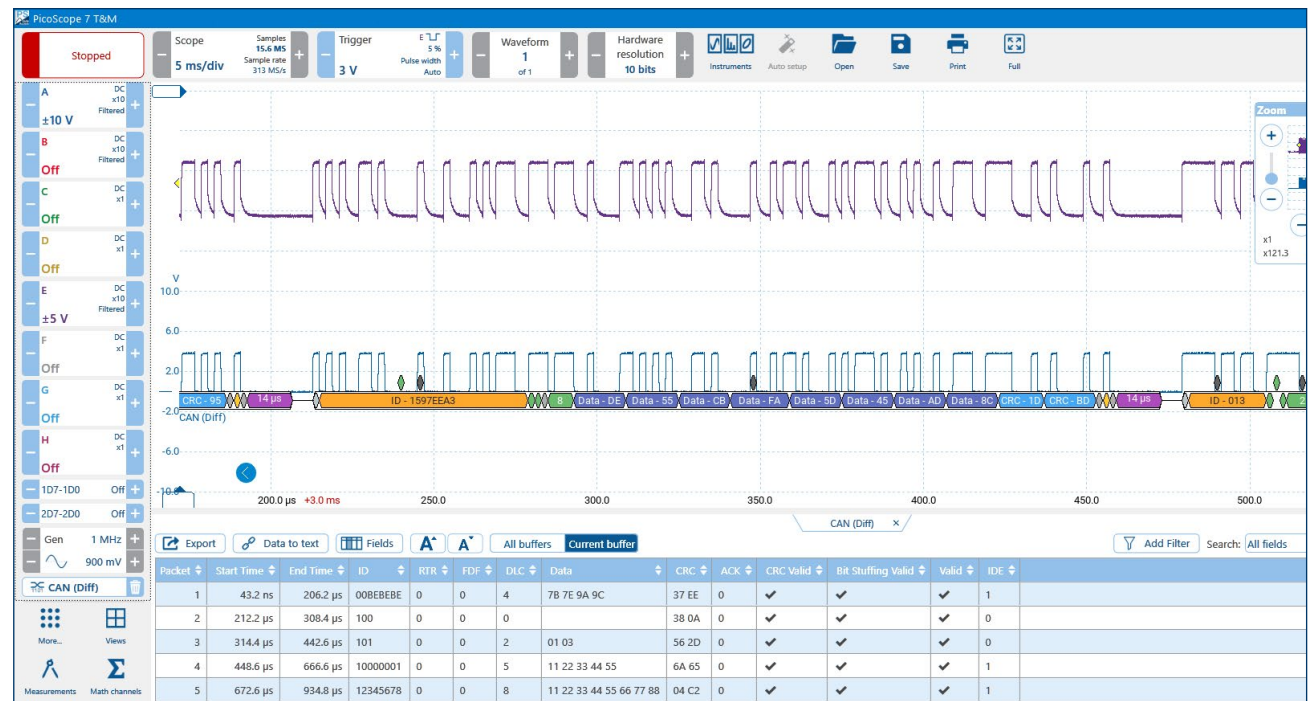 PicoScope 7 T&M
Stopped
Scope
5 ms/div
Samples
15.6 MS
Sample rate
313 MS/s
Trigger
3 V
E
5 %
Pulse width
Auto
Waveform
1
of 1
Hardware
resolution
10 bits
Instruments
Auto setup
Open
Save
Print
Full
A
DC
x10
Filtered
±10 V
B
DC
x10
Filtered
Off
C
DC
x1
Off
D
DC
x1
Off
E
DC
x10
Filtered
±5 V
F
DC
x1
Off
G
DC
x1
Off
H
DC
x1
Off
1D7-1D0 Off
2D7-2D0 Off
Gen 1 MHz
900 mV
CAN (Diff)
More...
Views
Measurements
Math channels
Zoom
x1
x121.3
V
10.0
6.0
2.0
-2.0
-6.0
-10.0
CRC - 95 14 µs ID - 1597EEA3 8 Data - DE Data - 55 Data - CB Data - FA Data - 5D Data - 45 Data - AD Data - 8C CRC - 1D CRC - BD 14 µs ID - 013 2
CAN (Diff)
200.0 µs +3.0 ms 250.0 300.0 350.0 400.0 450.0 500.0
CAN (Diff) ×
Export Data to text Fields A A All buffers Current buffer Add Filter Search: All fields
Packet Start Time End Time ID RTR FDF DLC Data CRC ACK CRC Valid Bit Stuffing Valid Valid IDE
1 43.2 ns 206.2 µs 00BEBEBE 0 0 4 7B 7E 9A 9C 37 EE 0 ✔ ✔ ✔ 1
2 212.2 µs 308.4 µs 100 0 0 0 38 0A 0 ✔ ✔ ✔ 0
3 314.4 µs 442.6 µs 101 0 0 2 01 03 56 2D 0 ✔ ✔ ✔ 0
4 448.6 µs 666.6 µs 10000001 0 0 5 11 22 33 44 55 6A 65 0 ✔ ✔ ✔ 1
5 672.6 µs 934.8 µs 12345678 0 0 8 11 22 33 44 55 66 77 88 04 C2 0 ✔ ✔ ✔ 1